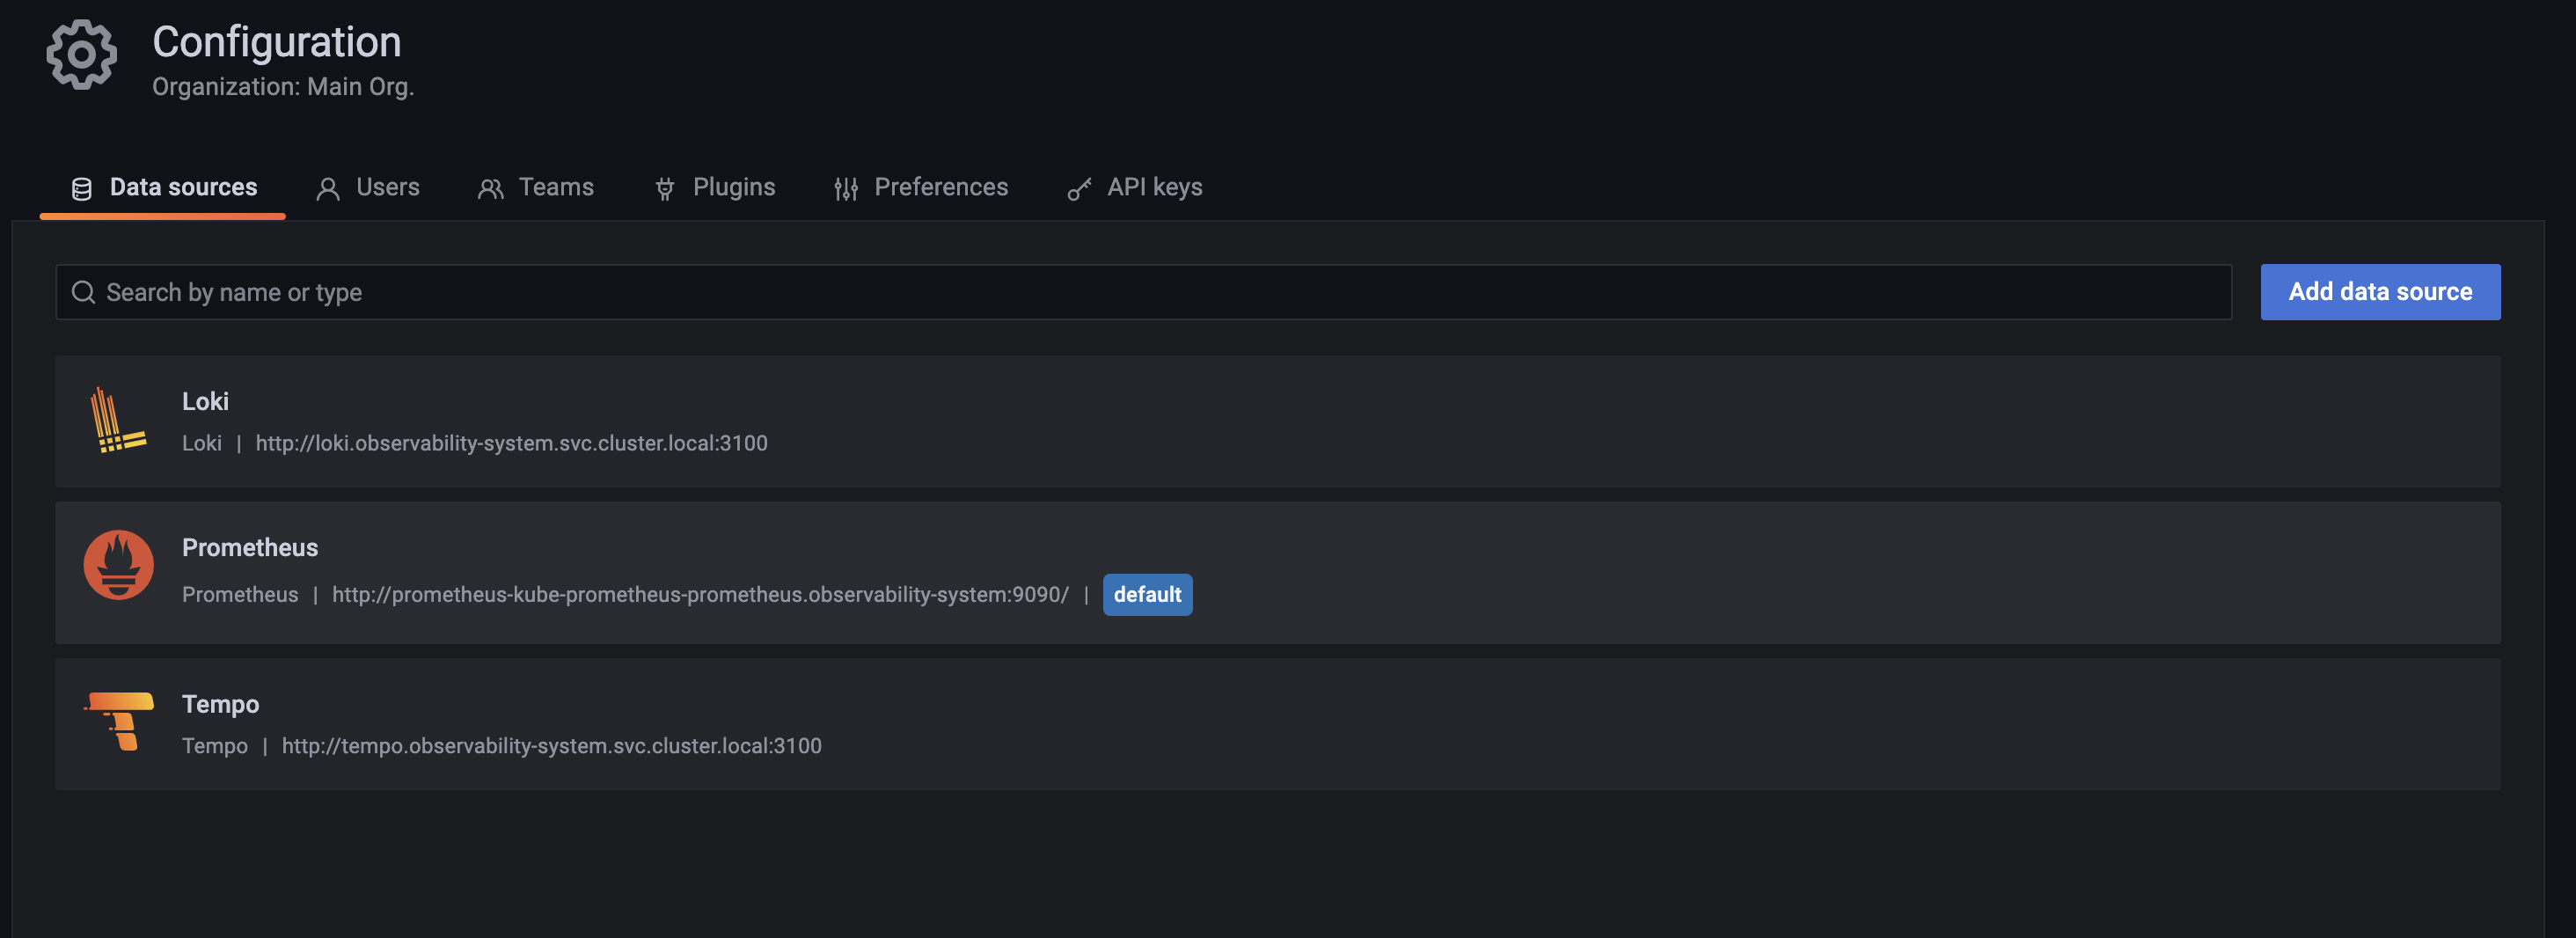 Configuration
Organization: Main Org.
Data sources Users Teams Plugins Preferences API keys
Search by name or type Add data source
Loki
Loki | http://loki.observability-system.svc.cluster.local:3100
Prometheus
Prometheus | http://prometheus-kube-prometheus-prometheus.observability-system:9090/ | default
Tempo
Tempo | http://tempo.observability-system.svc.cluster.local:3100